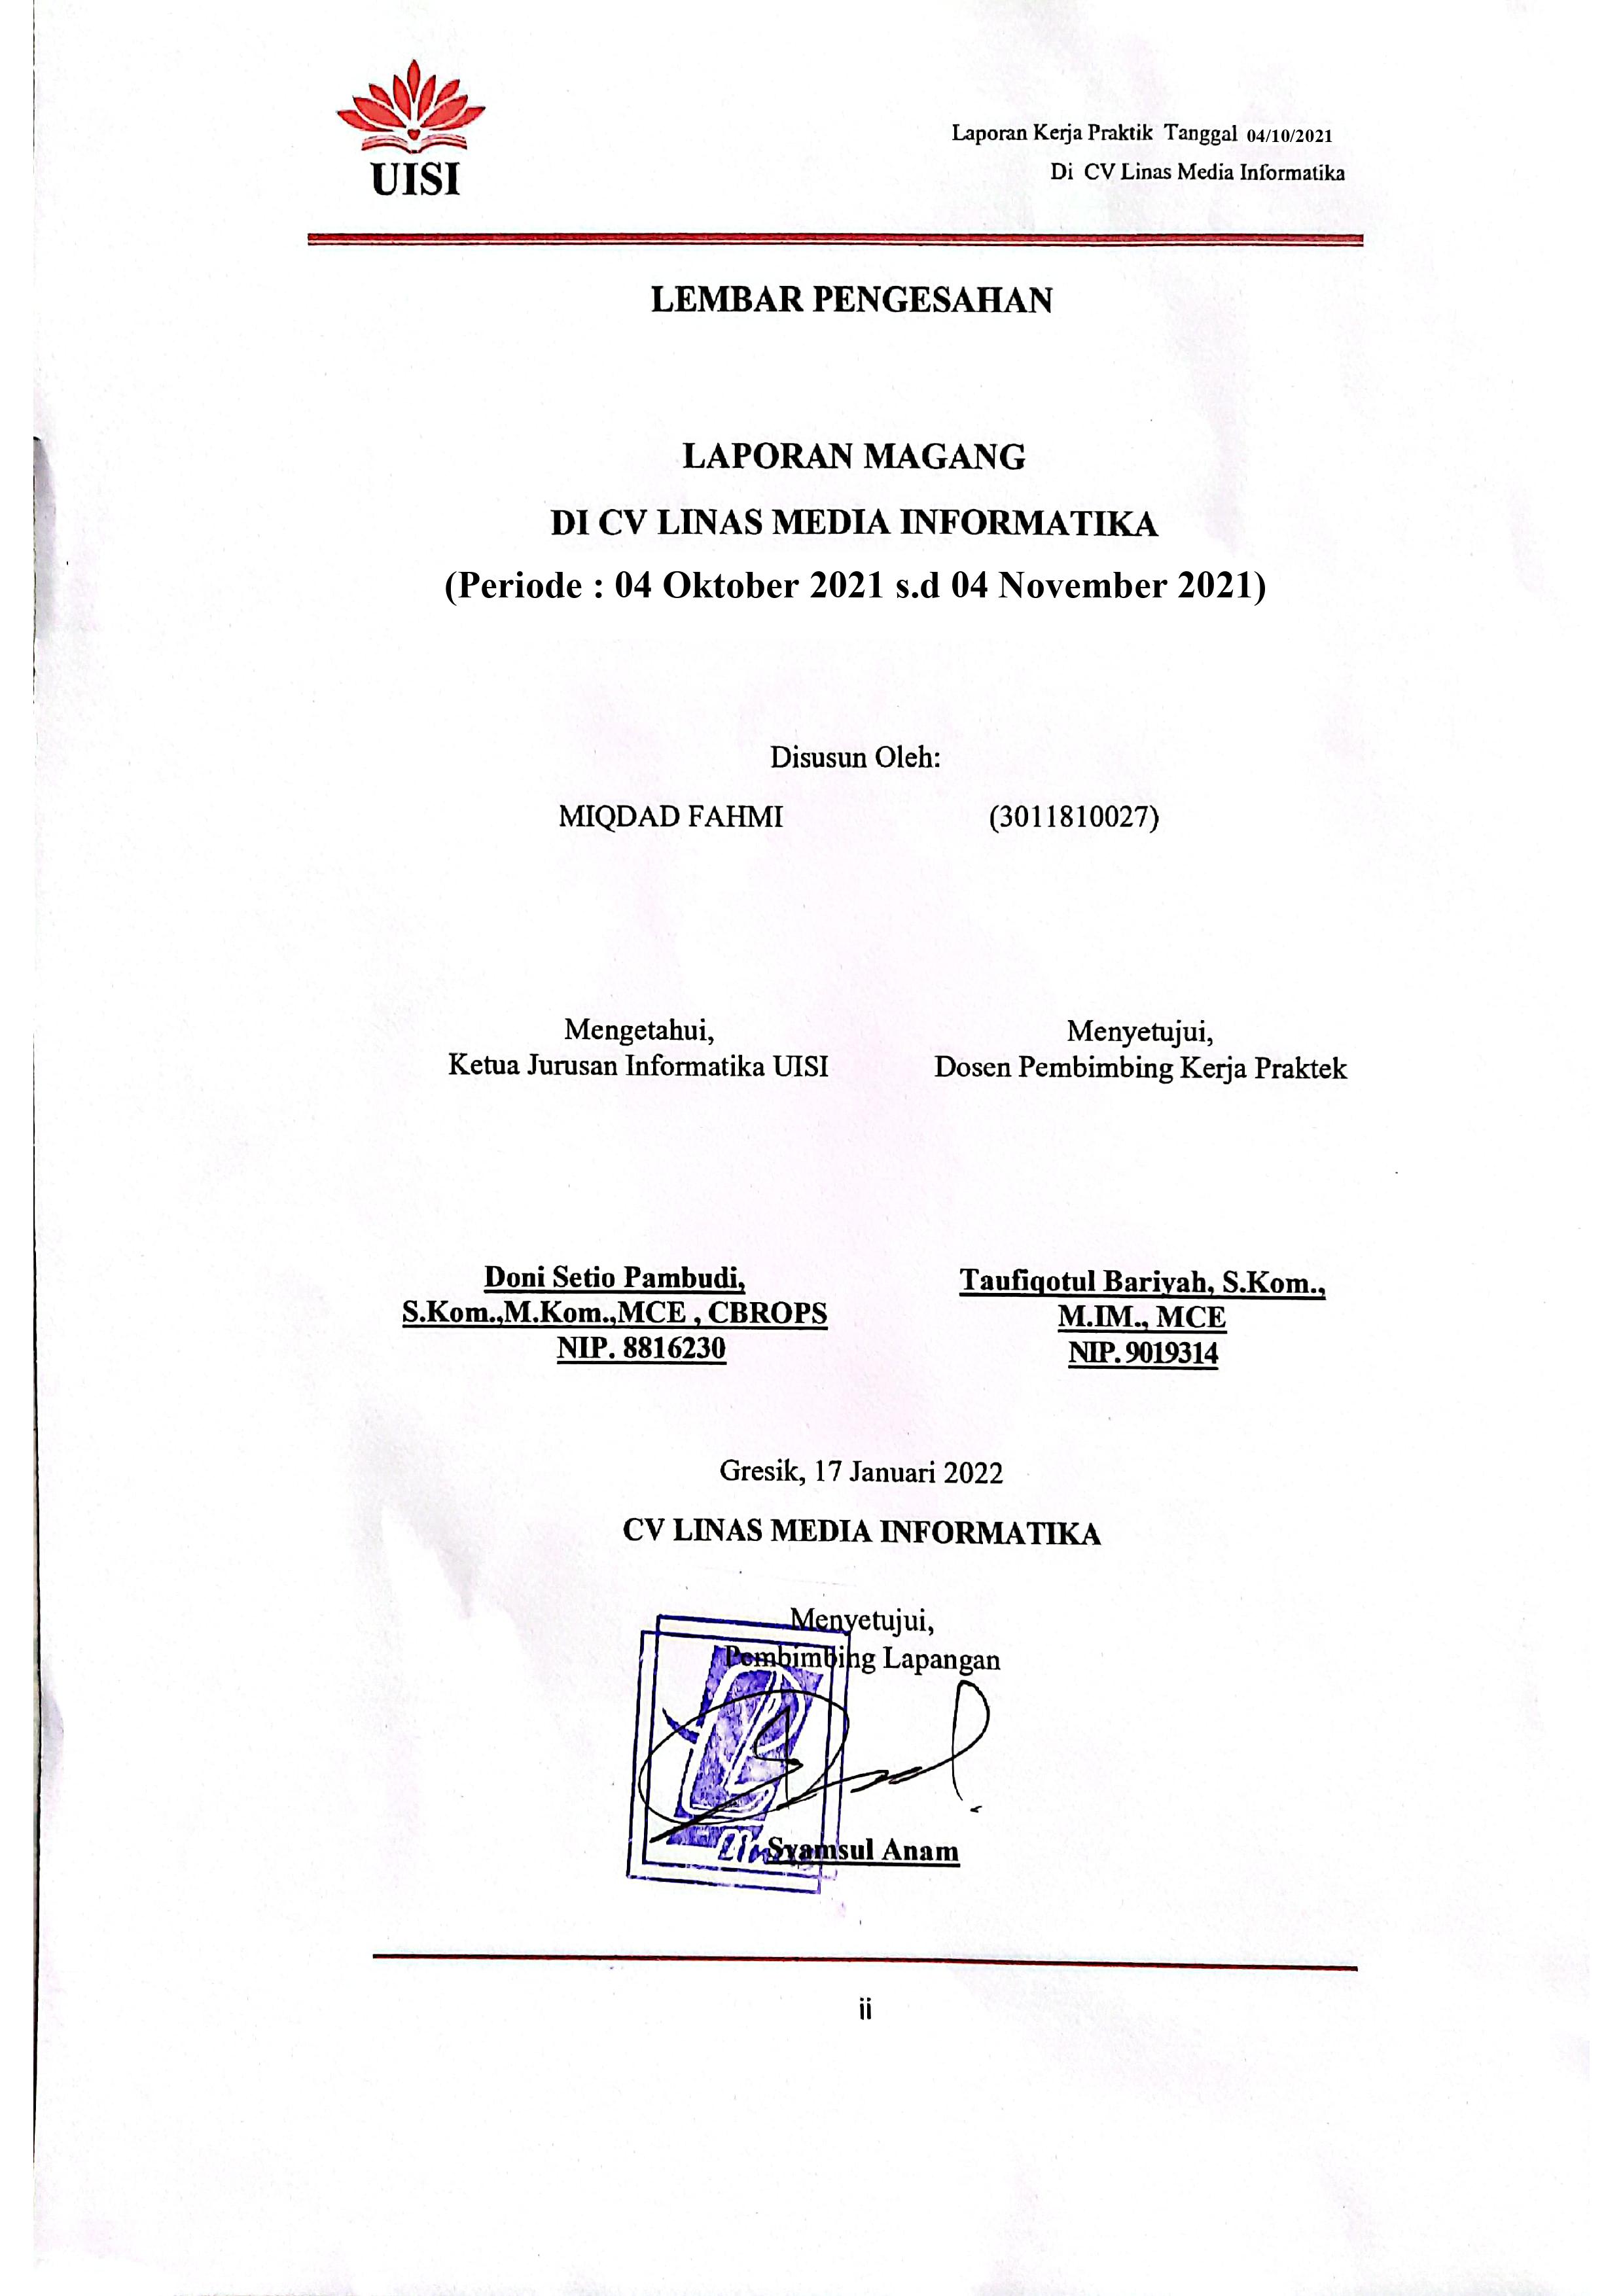 UISI
Laporan Kerja Praktik Tanggal 04/10/2021
Di CV Linas Media Informatika
LEMBAR PENGESAHAN
LAPORAN MAGANG
DI CV LINAS MEDIA INFORMATIKA
(Periode : 04 Oktober 2021 s.d 04 November 2021)
Disusun Oleh:
MIQDAD FAHMI (3011810027)
Mengetahui,
Ketua Jurusan Informatika UISI
Menyetujui,
Dosen Pembimbing Kerja Praktek
Doni Setio Pambudi,
S.Kom.,M.Kom.,MCE , CBROPS
NIP. 8816230
Taufiqotul Bariyah, S.Kom.,
M.IM., MCE
NIP. 9019314
Gresik, 17 Januari 2022
CV LINAS MEDIA INFORMATIKA
Menyetujui,
Pembimbing Lapangan
Syamsul Anam
ii